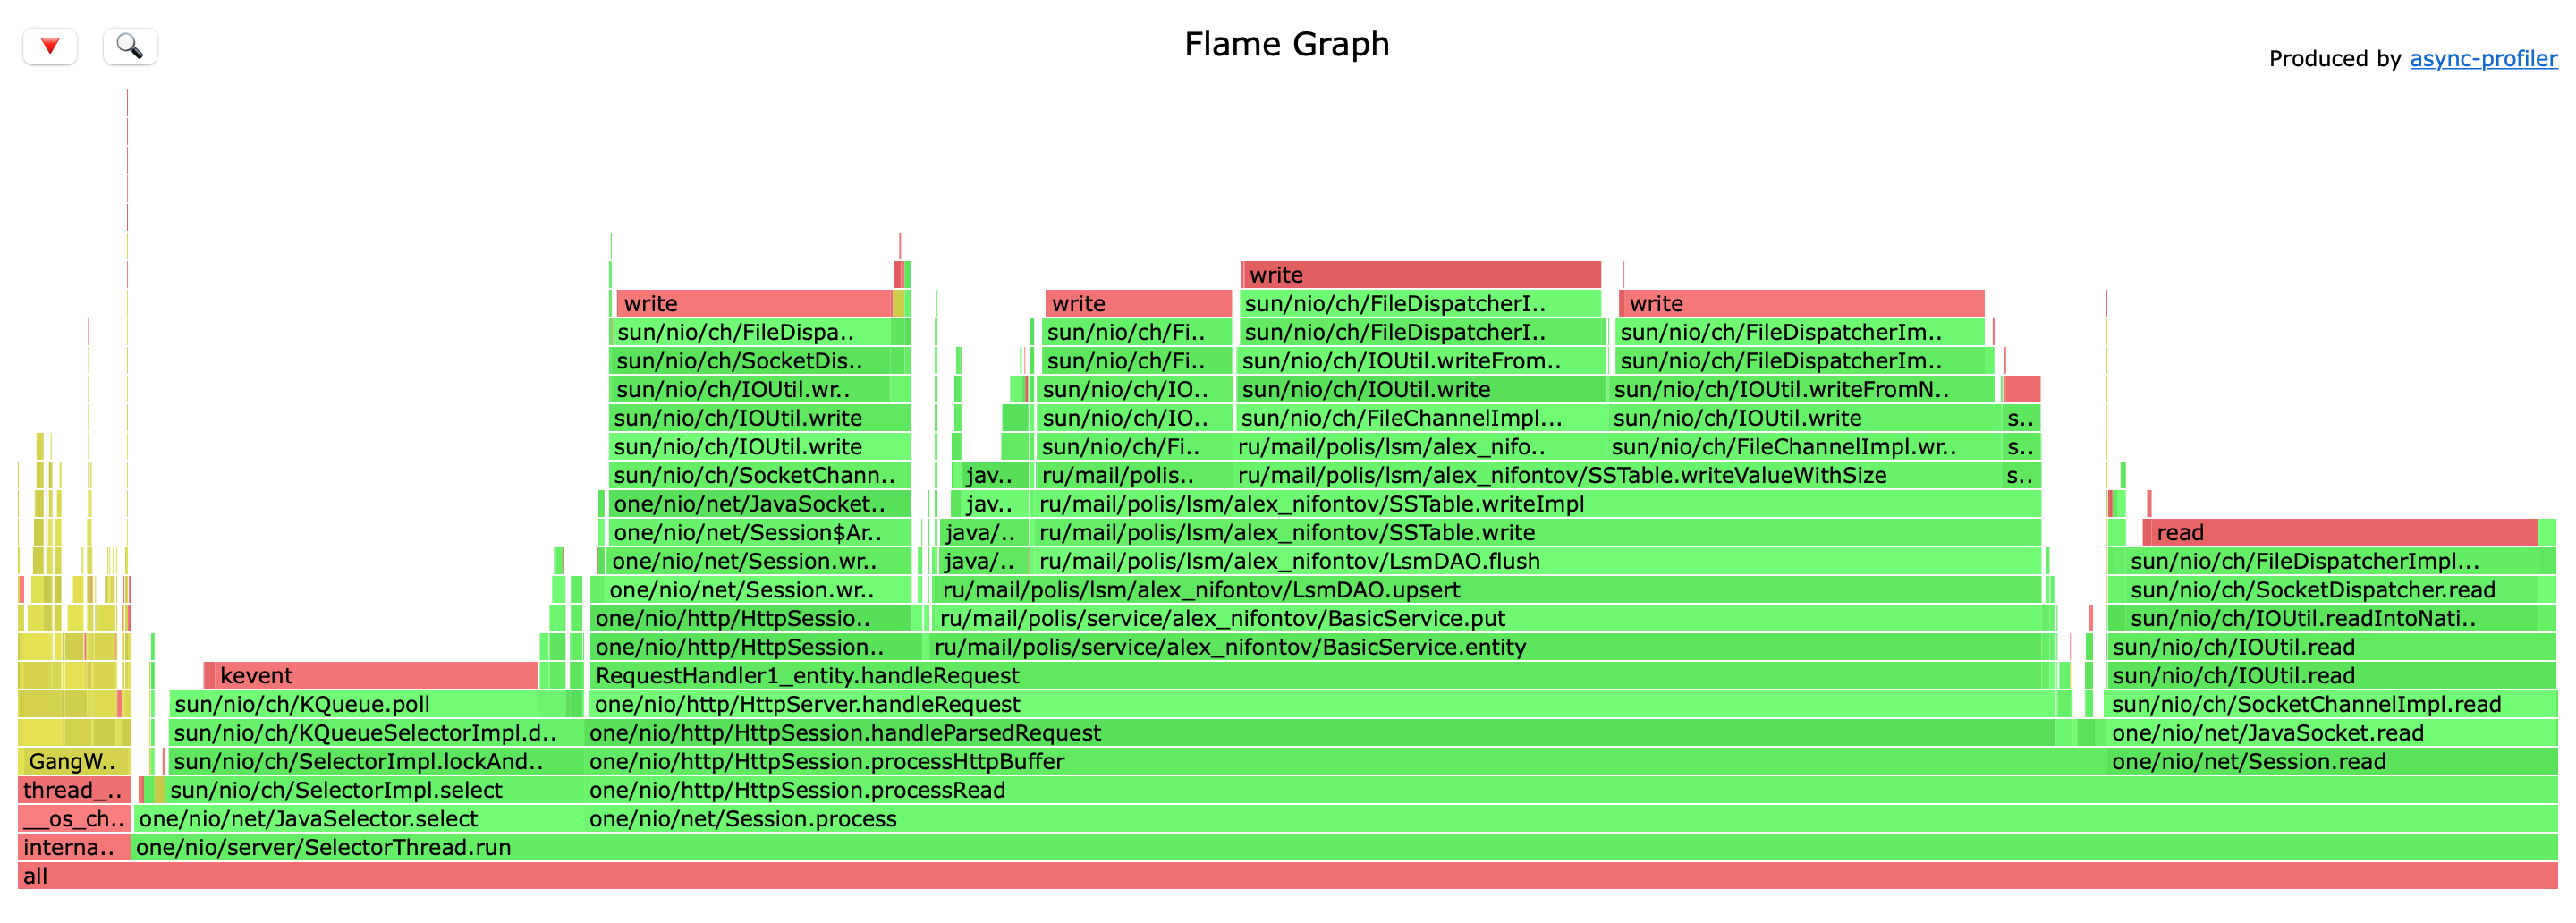 Flame Graph
Produced by async-profiler
write
write write sun/nio/ch/FileDispatcherI.. write
sun/nio/ch/FileDispa.. sun/nio/ch/Fi.. sun/nio/ch/FileDispatcherI.. sun/nio/ch/FileDispatcherIm..
sun/nio/ch/SocketDis.. sun/nio/ch/Fi.. sun/nio/ch/IOUtil.writeFrom.. sun/nio/ch/FileDispatcherIm..
sun/nio/ch/IOUtil.wr.. sun/nio/ch/IO.. sun/nio/ch/IOUtil.write sun/nio/ch/IOUtil.writeFromN..
sun/nio/ch/IOUtil.write sun/nio/ch/IO.. sun/nio/ch/FileChannelImpl... sun/nio/ch/IOUtil.write s..
sun/nio/ch/IOUtil.write sun/nio/ch/Fi.. ru/mail/polis/lsm/alex_nifo.. sun/nio/ch/FileChannelImpl.wr.. s..
sun/nio/ch/SocketChann.. jav.. ru/mail/polis.. ru/mail/polis/lsm/alex_nifontov/SSTable.writeValueWithSize s..
one/nio/net/JavaSocket.. jav.. ru/mail/polis/lsm/alex_nifontov/SSTable.writeImpl
one/nio/net/Session$Ar.. java/.. ru/mail/polis/lsm/alex_nifontov/SSTable.write read
one/nio/net/Session.wr.. java/.. ru/mail/polis/lsm/alex_nifontov/LsmDAO.flush sun/nio/ch/FileDispatcherImpl...
one/nio/net/Session.wr.. ru/mail/polis/lsm/alex_nifontov/LsmDAO.upsert sun/nio/ch/SocketDispatcher.read
one/nio/http/HttpSessio.. ru/mail/polis/service/alex_nifontov/BasicService.put sun/nio/ch/IOUtil.readIntoNati..
one/nio/http/HttpSession.. ru/mail/polis/service/alex_nifontov/BasicService.entity sun/nio/ch/IOUtil.read
kevent RequestHandler1_entity.handleRequest sun/nio/ch/IOUtil.read
sun/nio/ch/KQueue.poll one/nio/http/HttpServer.handleRequest sun/nio/ch/SocketChannelImpl.read
sun/nio/ch/KQueueSelectorImpl.d.. one/nio/http/HttpSession.handleParsedRequest one/nio/net/JavaSocket.read
GangW.. sun/nio/ch/SelectorImpl.lockAnd.. one/nio/http/HttpSession.processHttpBuffer one/nio/net/Session.read
thread_.. sun/nio/ch/SelectorImpl.select one/nio/http/HttpSession.processRead
__os_ch.. one/nio/net/JavaSelector.select one/nio/net/Session.process
interna.. one/nio/server/SelectorThread.run
all